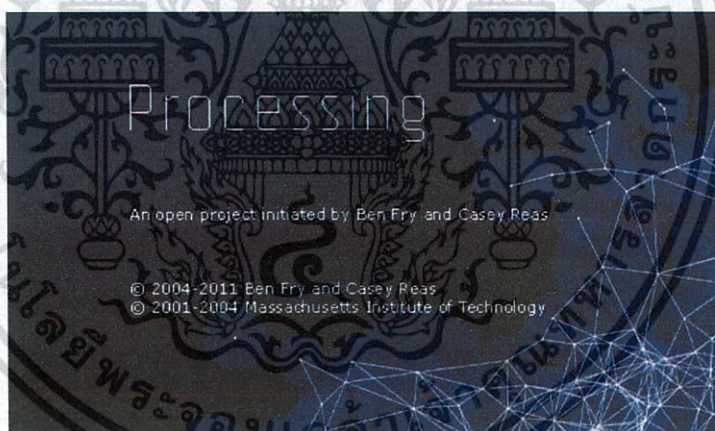 Processing
An open project initiated by Ben Fry and Casey Reas
© 2004-2011 Ben Fry and Casey Reas
© 2001-2004 Massachusetts Institute of Technology